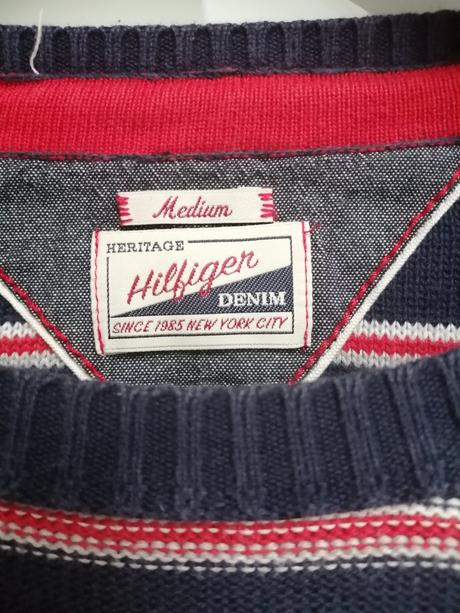 Medium
HERITAGE
Hilfiger
DENIM
SINCE 1985 NEW YORK CITY